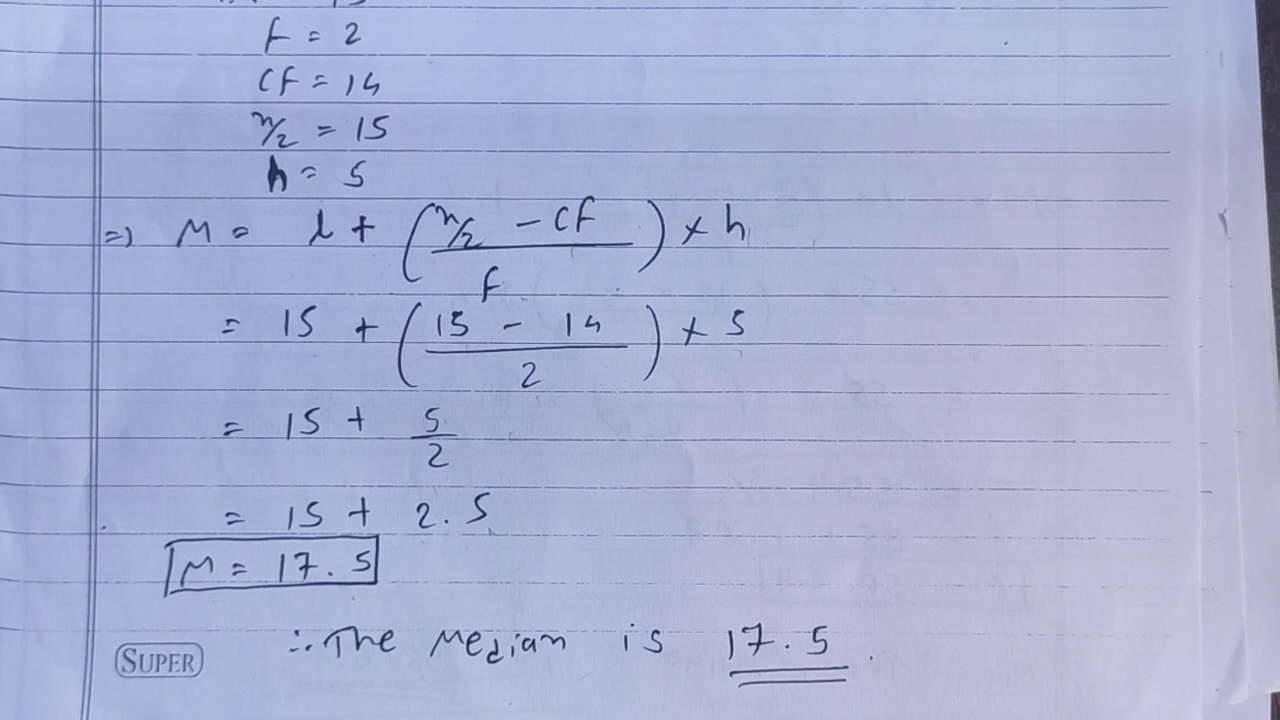 f = 2
cf = 14
n/2 = 15
h = 5
=> M = l + (n/2 - cf / f) × h
= 15 + (15 - 14 / 2) × 5
= 15 + 5/2
= 15 + 2.5
M = 17.5
∴ The Median is 17.5.
SUPER